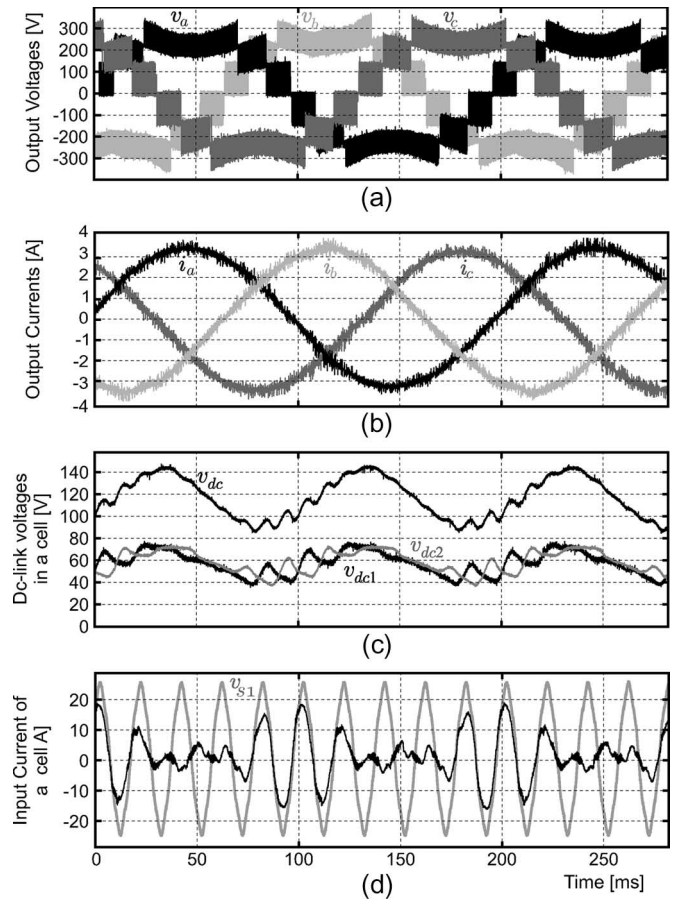 Output Voltages [V]
300
200
100
0
-100
-200
-300
v_a
v_b
v_c
(a)
Output Currents [A]
4
3
2
1
0
-1
-2
-3
-4
i_a
i_b
i_c
(b)
Dc-link voltages
in a cell [V]
140
120
100
80
60
40
20
0
v_dc
v_dc2
v_dc1
(c)
Input Current of
a cell A]
20
10
0
-10
-20
v_S1
0
50
100
150
200
250
Time [ms]
(d)